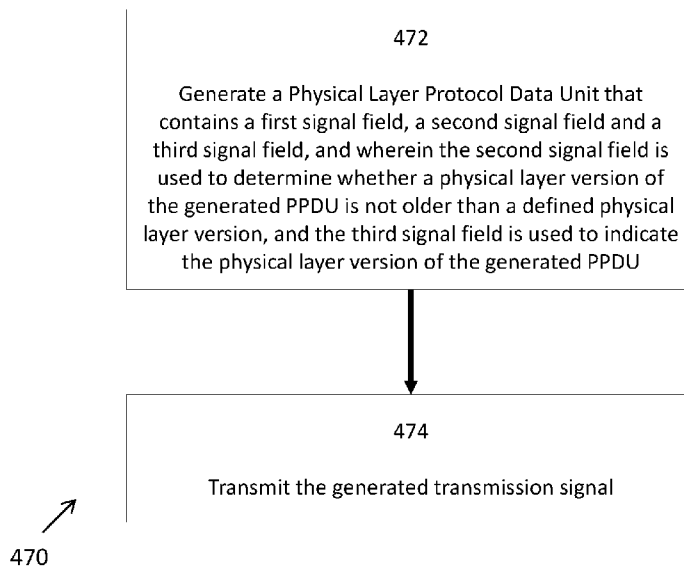 472
Generate a Physical Layer Protocol Data Unit that
contains a first signal field, a second signal field and a
third signal field, and wherein the second signal field is
used to determine whether a physical layer version of
the generated PPDU is not older than a defined physical
layer version, and the third signal field is used to indicate
the physical layer version of the generated PPDU
474
Transmit the generated transmission signal
470